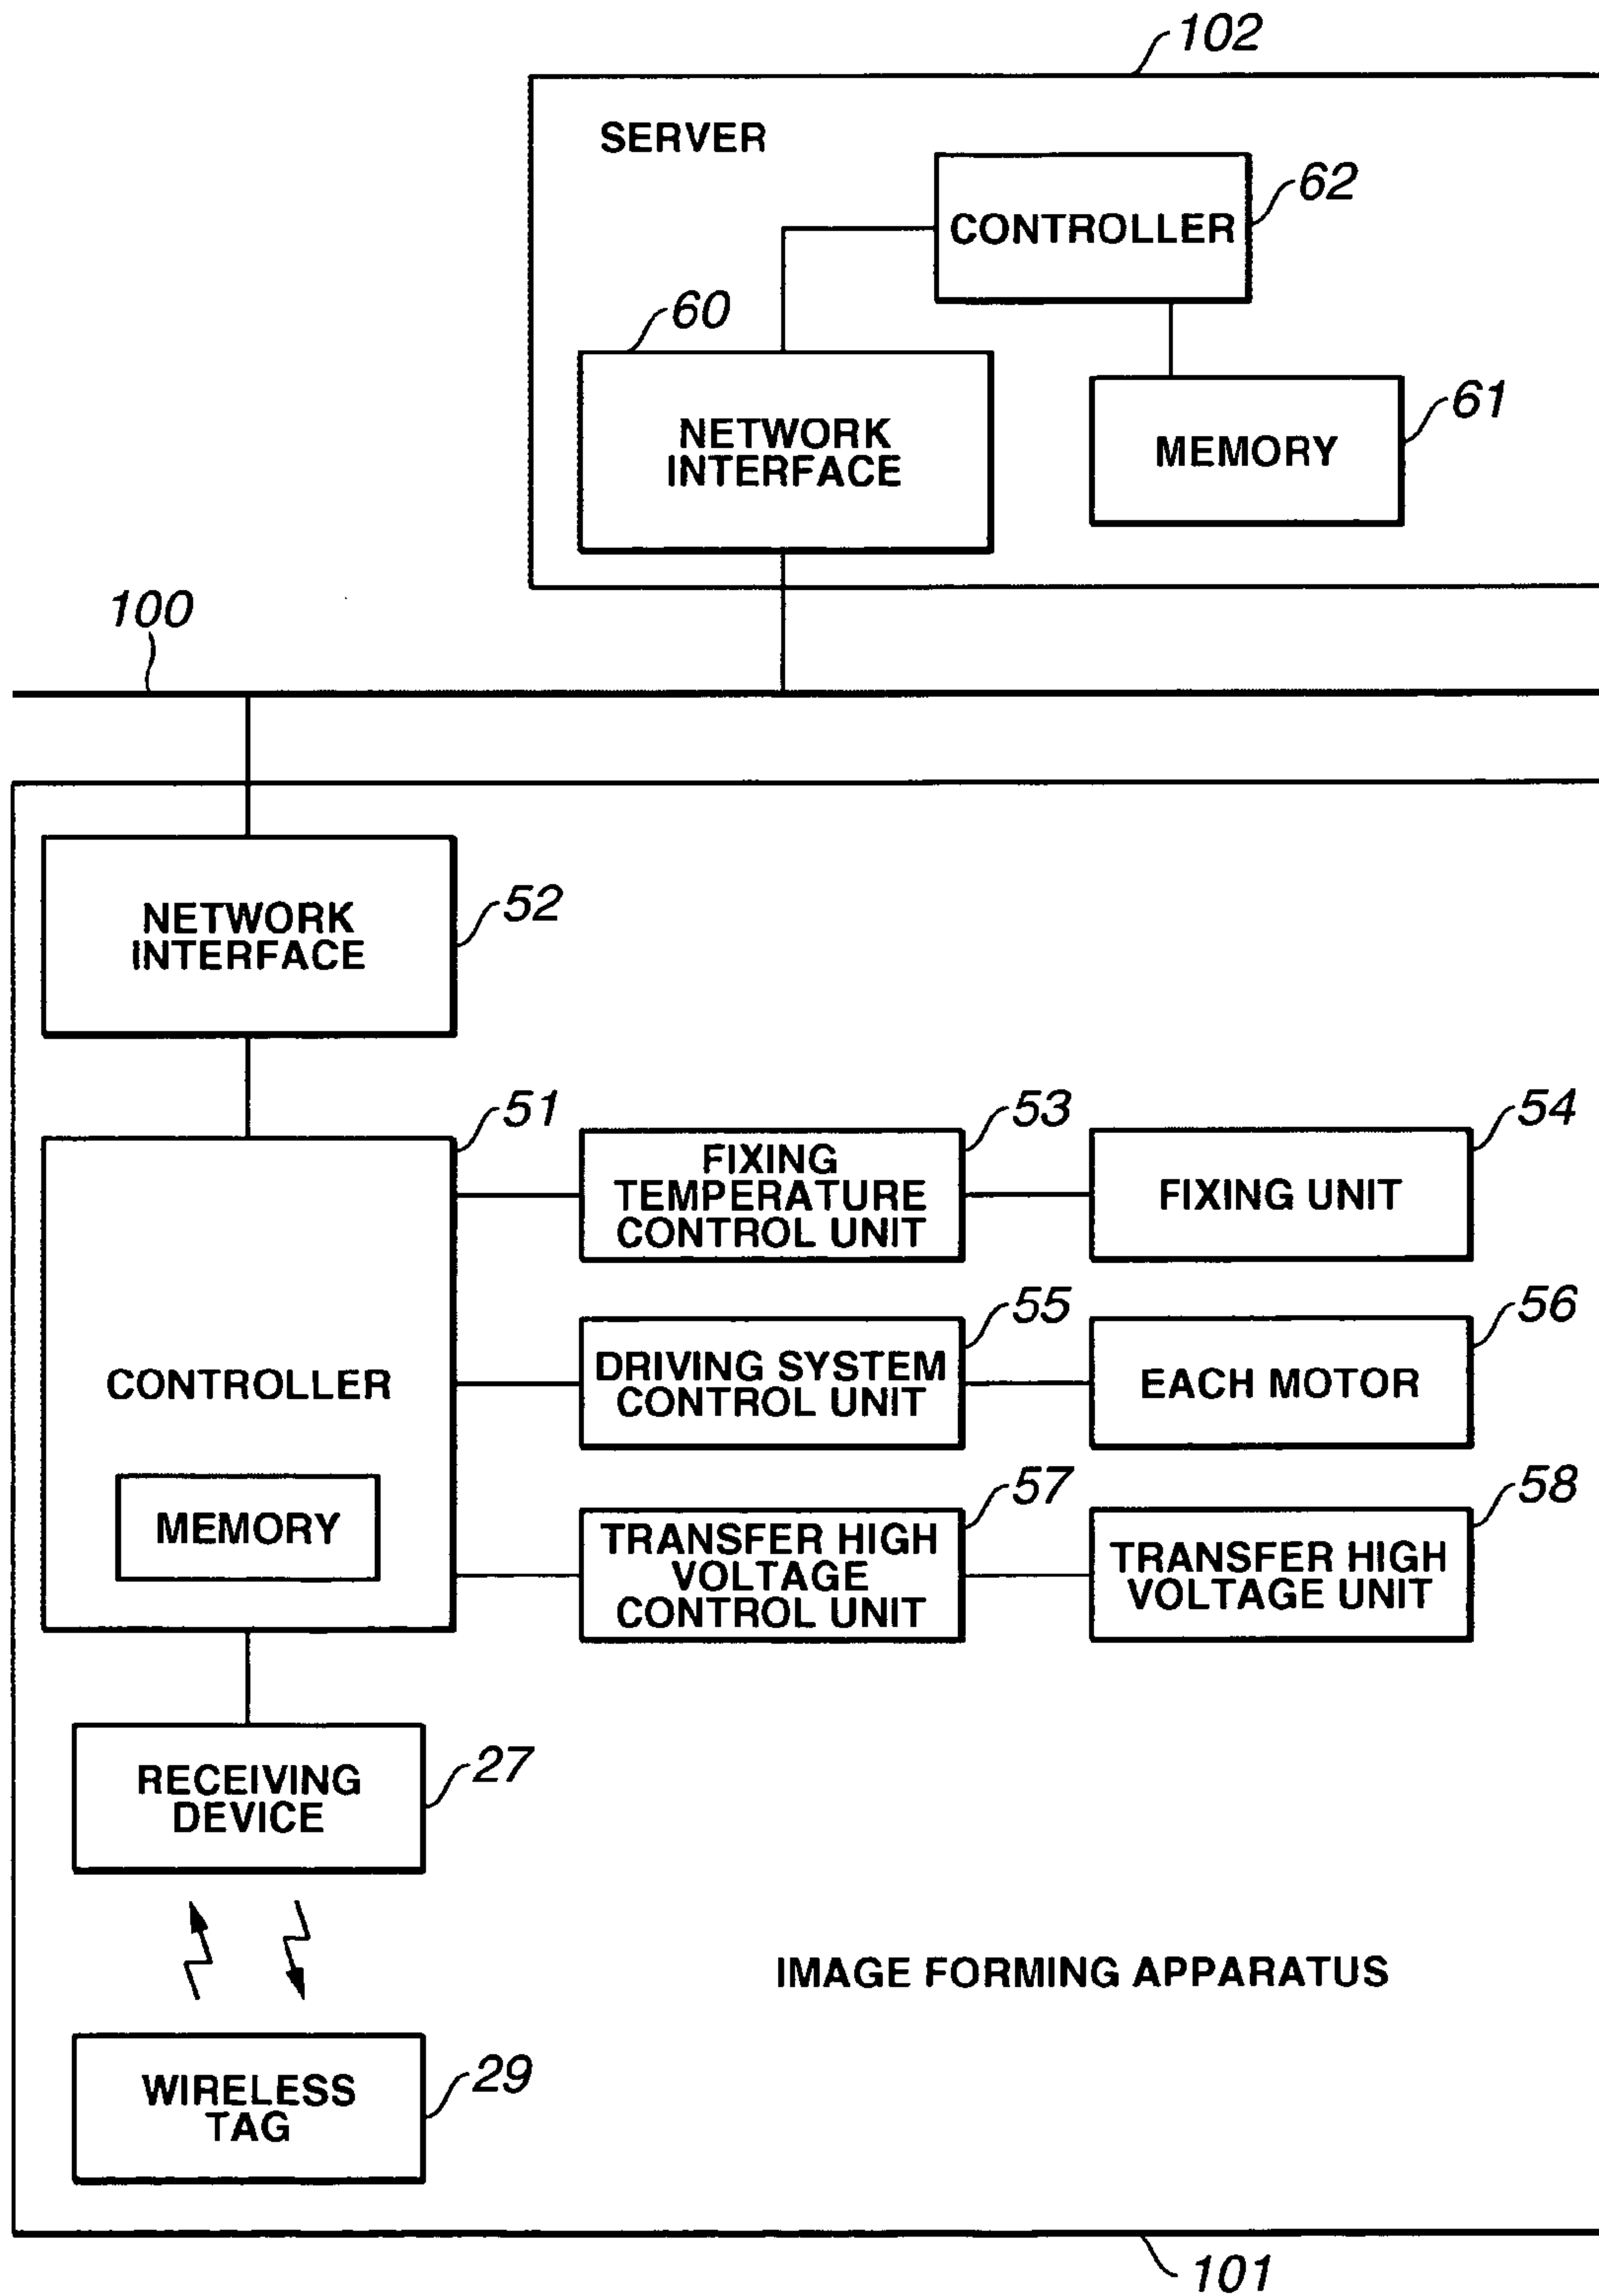 102
SERVER
62
CONTROLLER
60
NETWORK
INTERFACE
61
MEMORY
100
NETWORK
INTERFACE
52
51
CONTROLLER
MEMORY
53
FIXING
TEMPERATURE
CONTROL UNIT
54
FIXING UNIT
55
DRIVING SYSTEM
CONTROL UNIT
56
EACH MOTOR
57
TRANSFER HIGH
VOLTAGE
CONTROL UNIT
58
TRANSFER HIGH
VOLTAGE UNIT
27
RECEIVING
DEVICE
IMAGE FORMING APPARATUS
29
WIRELESS
TAG
101